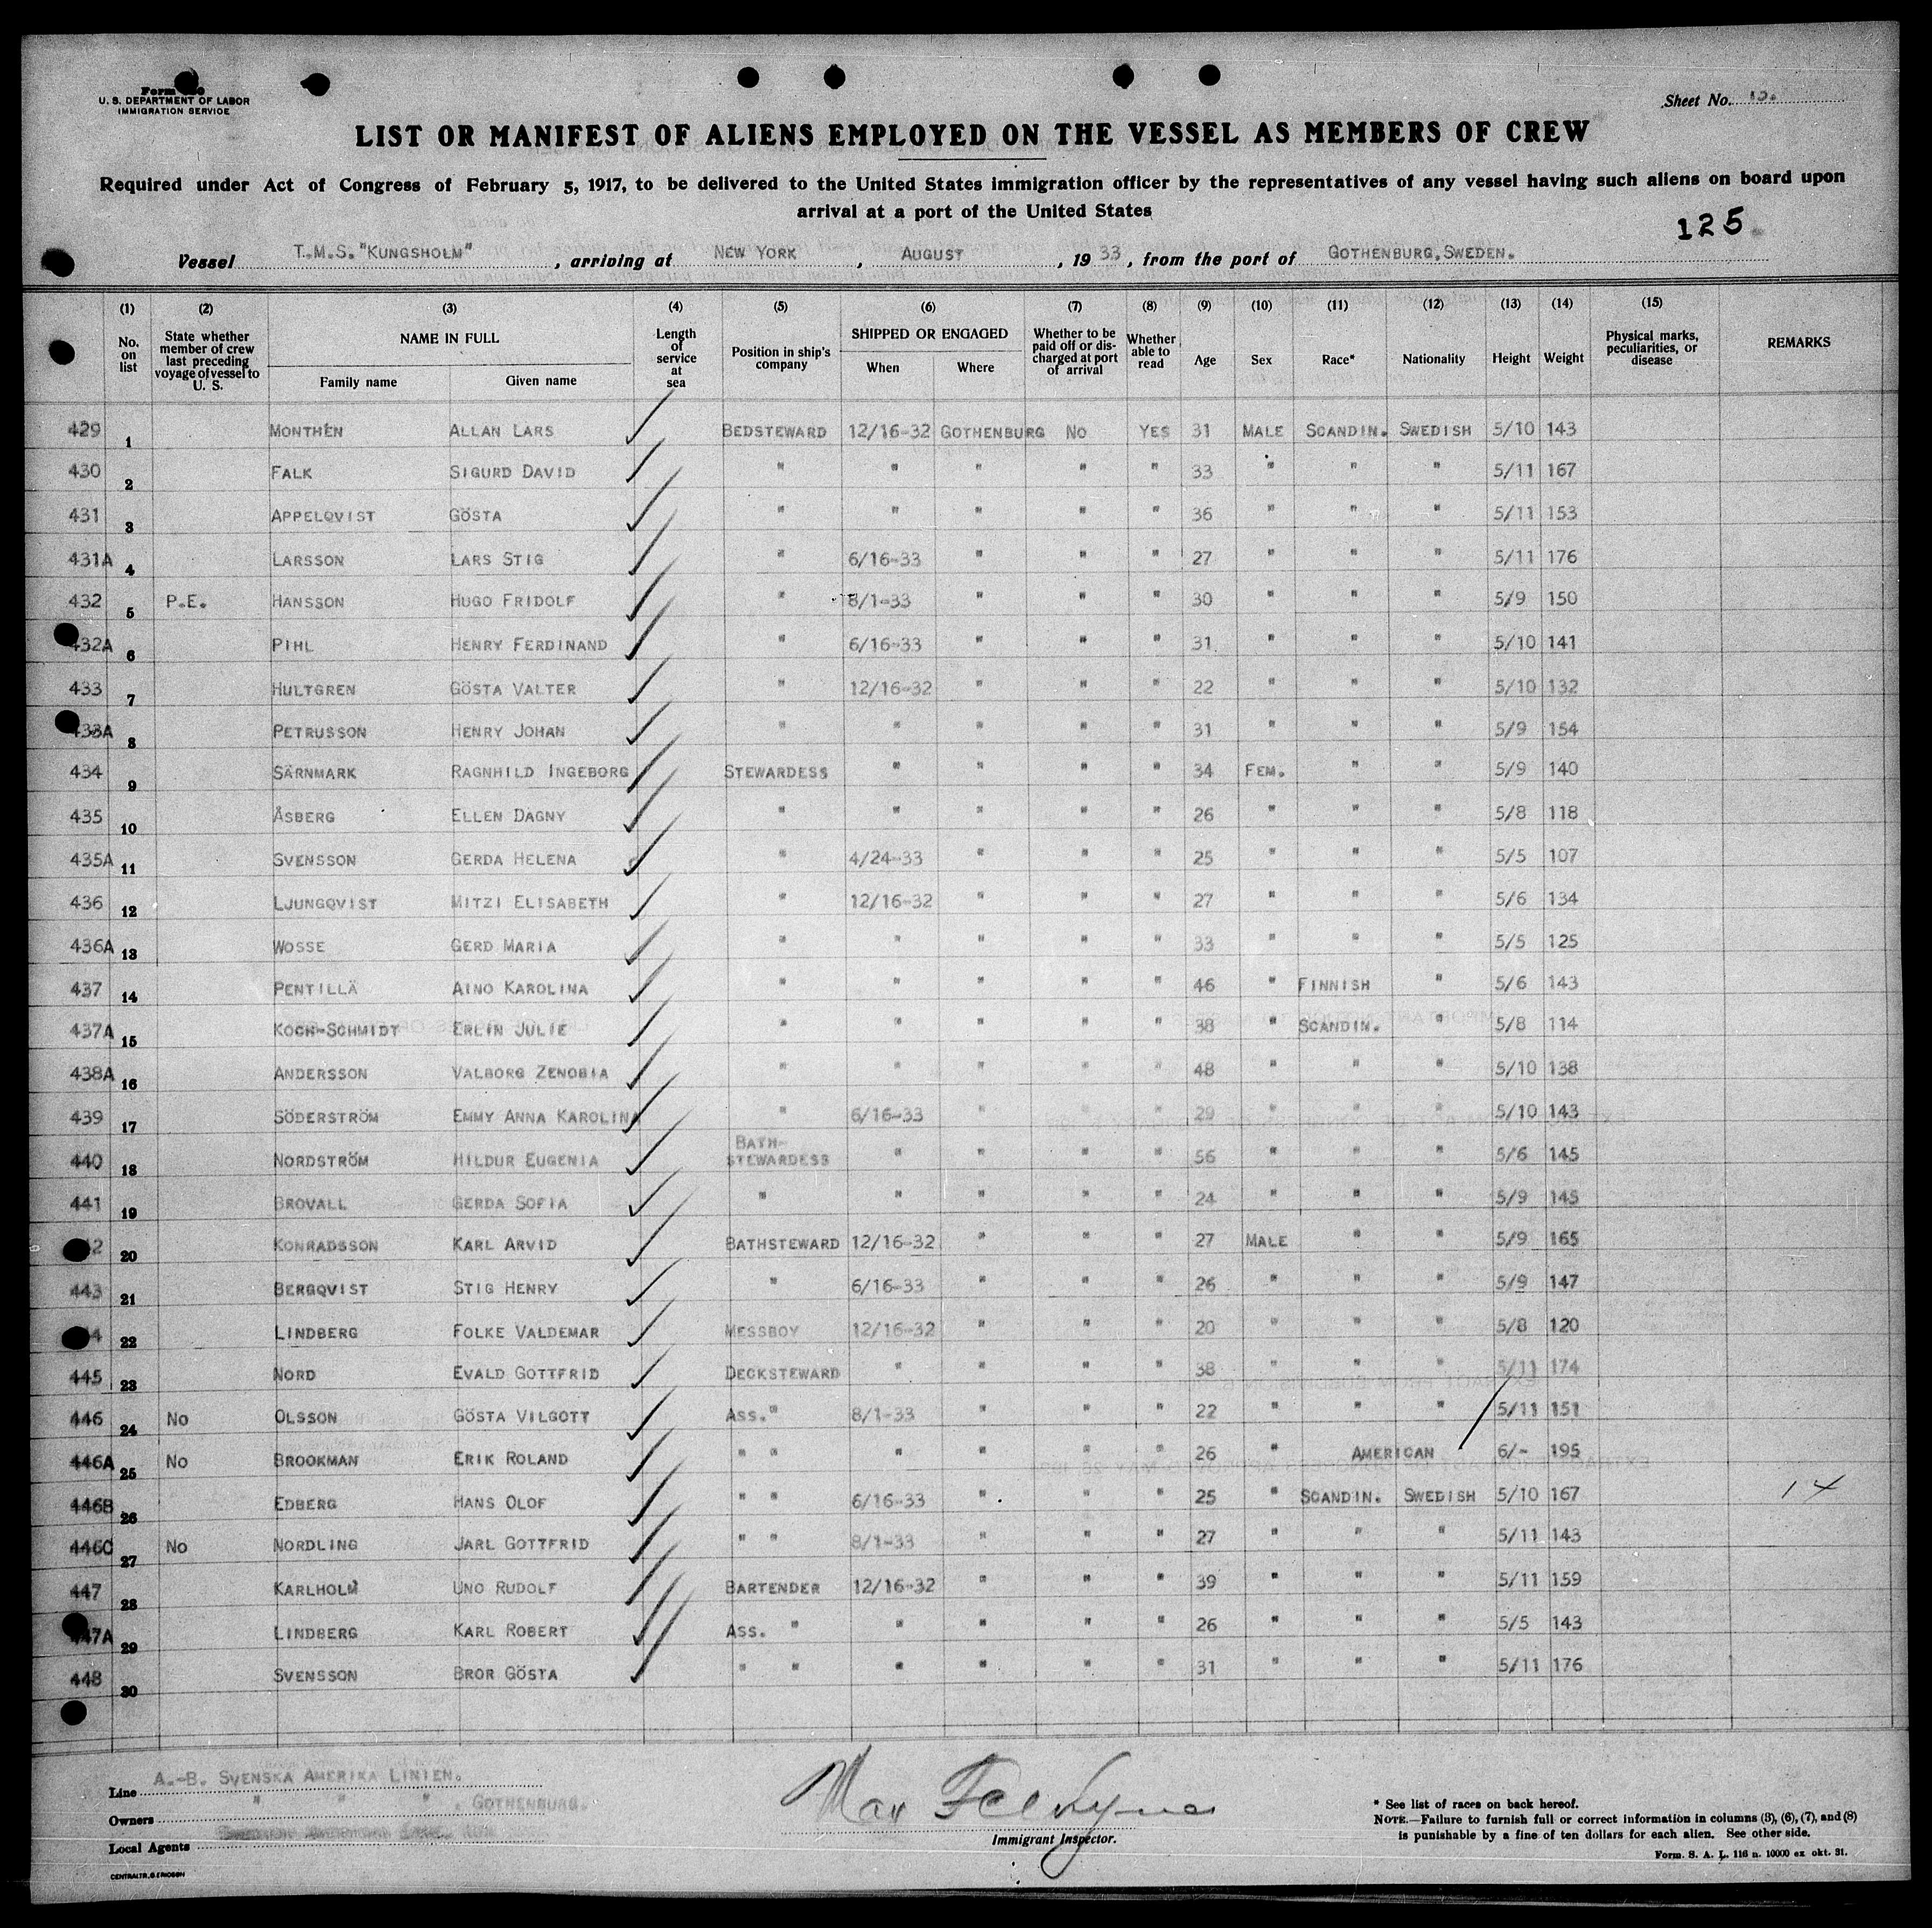 Form
U. S. DEPARTMENT OF LABOR
IMMIGRATION SERVICE
Sheet No.
LIST OR MANIFEST OF ALIENS EMPLOYED ON THE VESSEL AS MEMBERS OF CREW
Required under Act of Congress of February 5, 1917, to be delivered to the United States immigration officer by the representatives of any vessel having such aliens on board upon
arrival at a port of the United States
125
Vessel T.M.S. "KUNGSHOLM", arriving at NEW YORK, AUGUST, 1933, from the port of GOTHENBURG, SWEDEN.
(1) (2) (3) (4) (5) (6) (7) (8) (9) (10) (11) (12) (13) (14) (15)
No. on list
State whether member of crew last preceding voyage of vessel to U. S.
NAME IN FULL
Family name Given name
Length of service at sea
Position in ship's company
SHIPPED OR ENGAGED
When Where
Whether to be paid off or discharged at port of arrival
Whether able to read
Age Sex Race* Nationality Height Weight
Physical marks, peculiarities, or disease
REMARKS
429 1 MONTHÉN ALLAN LARS BEDSTEWARD 12/16-32 GOTHENBURG NO YES 31 MALE SCANDIN. SWEDISH 5/10 143
430 2 FALK SIGURD DAVID " " " " " 33 " " " 5/11 167
431 3 APPELQVIST GÖSTA " " " " " 36 " " " 5/11 153
431A 4 LARSSON LARS STIG " 6/16-33 " " " 27 " " " 5/11 176
432 5 P.E. HANSSON HUGO FRIDOLF " 8/1-33 " " " 30 " " " 5/9 150
432A 6 PIHL HENRY FERDINAND " 6/16-33 " " " 31 " " " 5/10 141
433 7 HULTGREN GÖSTA VALTER " 12/16-32 " " " 22 " " " 5/10 132
433A 8 PETRUSSON HENRY JOHAN " " " " " 31 " " " 5/9 154
434 9 SÄRNMARK RAGNHILD INGEBORG STEWARDESS " " " " 34 FEM. " " 5/9 140
435 10 ÅSBERG ELLEN DAGNY " " " " " 26 " " " 5/8 118
435A 11 SVENSSON GERDA HELENA " 4/24-33 " " " 25 " " " 5/5 107
436 12 LJUNGQVIST MITZI ELISABETH " 12/16-32 " " " 27 " " " 5/6 134
436A 13 WOSSE GERD MARIA " " " " " 33 " " " 5/5 125
437 14 PENTILLÄ AINO KAROLINA " " " " " 46 " FINNISH " 5/6 143
437A 15 KOCH-SCHMIDT ERLIN JULIE " " " " " 38 " SCANDIN. " 5/8 114
438A 16 ANDERSSON VALBORG ZENOBIA " " " " " 48 " " " 5/10 138
439 17 SÖDERSTRÖM EMMY ANNA KAROLINA " 6/16-33 " " " 29 " " " 5/10 143
440 18 NORDSTRÖM HILDUR EUGENIA BATH-STEWARDESS " " " " 56 " " " 5/6 145
441 19 BROVALL GERDA SOFIA " " " " " 24 " " " 5/9 145
20 KONRADSSON KARL ARVID BATHSTEWARD 12/16-32 " " " 27 MALE " " 5/9 165
443 21 BERGQVIST STIG HENRY " 6/16-33 " " " 26 " " " 5/9 147
22 LINDBERG FOLKE VALDEMAR MESSBOY 12/16-32 " " " 20 " " " 5/8 120
445 23 NORD EVALD GOTTFRID DECKSTEWARD " " " " 38 " " " 5/11 174
446 24 NO OLSSON GÖSTA VILGOTT ASS. " 8/1-33 " " " 22 " " " 5/11 151
446A 25 NO BROOKMAN ERIK ROLAND " " " " " " 26 " AMERICAN 6/- 195
446B 26 EDBERG HANS OLOF " " 6/16-33 " " " 25 " SCANDIN. SWEDISH 5/10 167 14
446C 27 NO NORDLING JARL GOTTFRID " " 8/1-33 " " " 27 " " " 5/11 143
447 28 KARLHOLM UNO RUDOLF BARTENDER 12/16-32 " " " 39 " " " 5/11 159
447A 29 LINDBERG KARL ROBERT ASS. " " " " " 26 " " " 5/5 143
448 30 SVENSSON BROR GÖSTA " " " " " " 31 " " " 5/11 176
Line A.-B. SVENSKA AMERIKA LINIEN.
Owners " " " , GOTHENBURG.
Local Agents
Max
Immigrant Inspector.
* See list of races on back hereof.
NOTE.—Failure to furnish full or correct information in columns (3), (6), (7), and (8)
is punishable by a fine of ten dollars for each alien. See other side.
Form. S. A. L. 116 n. 10000 ex okt. 31.